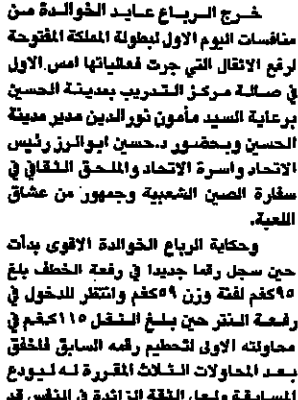 خرج الرباع عايد الخوالدة من
منافسات اليوم الاول لبطولة المملكة المفتوحة
لرفع الاثقال التي جرت فعالياتها امس الاول
في صالة مركز التدريب بمدينة الحسين
برعاية السيد مأمون نور الدين مدير مدينة
الحسين وبحضور د.حسين ابو الرز رئيس
الاتحاد واسرة الاتحاد والملحق الثقافي في
سفارة الصين الشعبية وجمهور من عشاق
اللعبة.
وحكاية الرباع الخوالدة الاقوى بدأت
حين سجل رقما جديدا في رفعة الخطف بلغ
٩٥كغم لفئة وزن ٥٩كغم وانتظر للدخول في
رفعة النتر حين بلغ الثقل ١١٥كغم في
محاولته الاولى لتحطيم رقمه السابق فاخفق
بعد المحاولات الثلاث المقررة له ليودع
المسابقة ولعل الثقة الزائدة في النفس قد